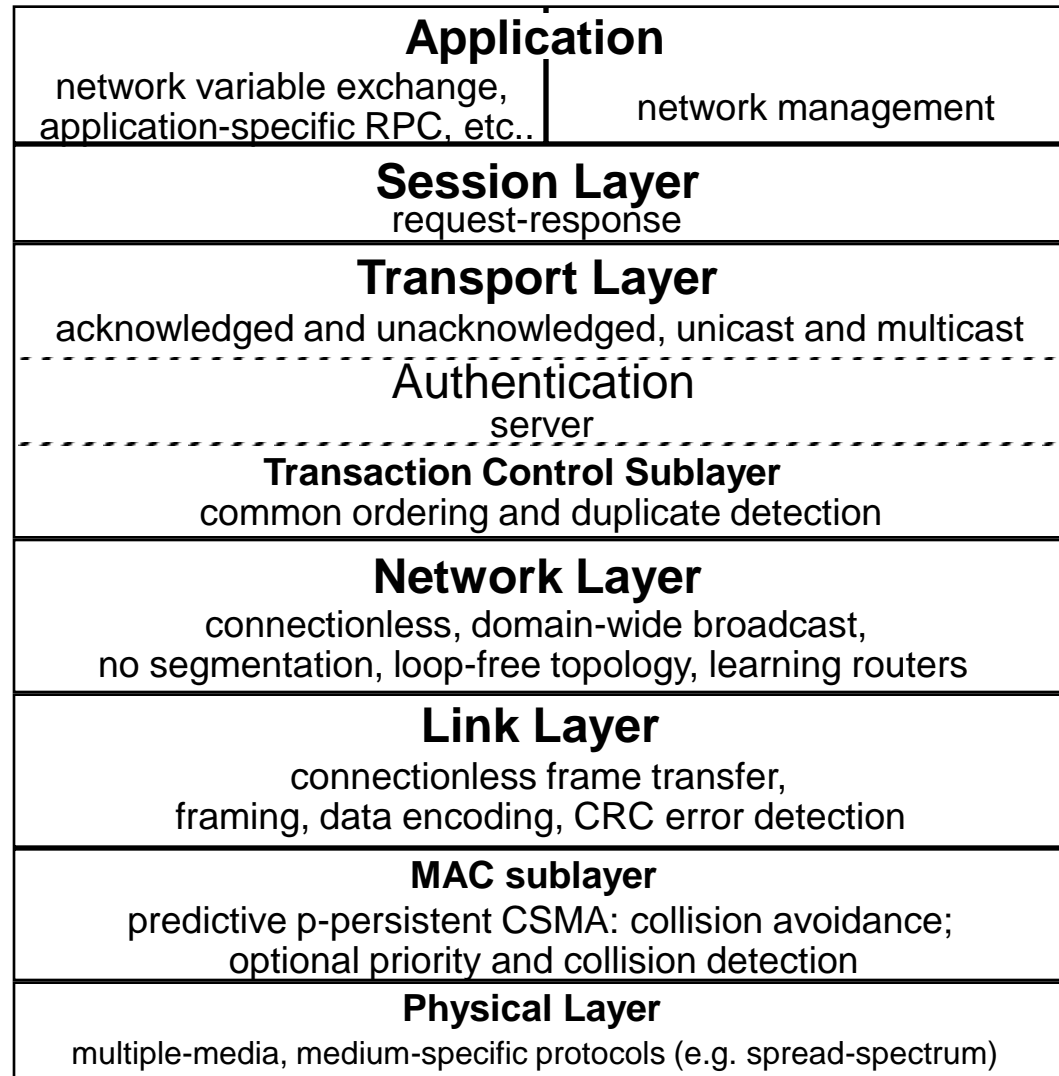 Application
network variable exchange,
application-specific RPC, etc..
network management
Session Layer
request-response
Transport Layer
acknowledged and unacknowledged, unicast and multicast
Authentication
server
Transaction Control Sublayer
common ordering and duplicate detection
Network Layer
connectionless, domain-wide broadcast,
no segmentation, loop-free topology, learning routers
Link Layer
connectionless frame transfer,
framing, data encoding, CRC error detection
MAC sublayer
predictive p-persistent CSMA: collision avoidance;
optional priority and collision detection
Physical Layer
multiple-media, medium-specific protocols (e.g. spread-spectrum)